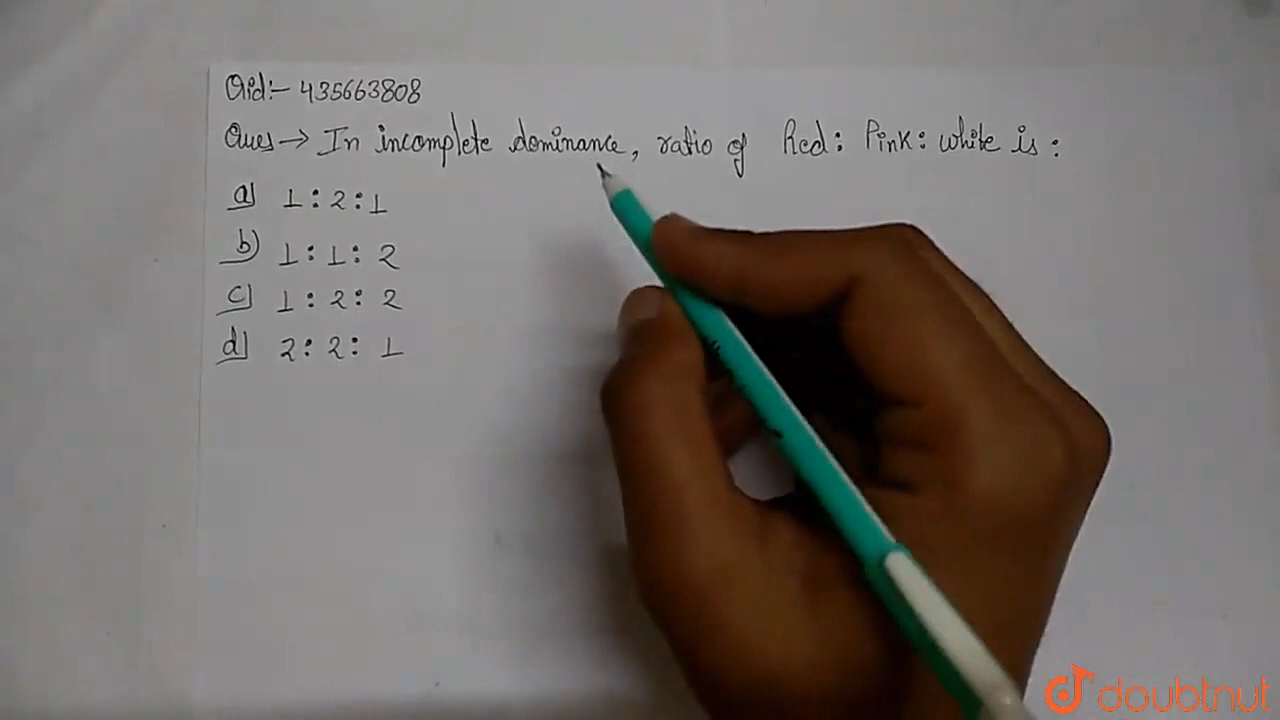 Qid:- 435663808
Ques → In incomplete dominance, ratio of Red : Pink : white is :
a) 1 : 2 : 1
b) 1 : 1 : 2
c) 1 : 2 : 2
d) 2 : 2 : 1
doubtnut